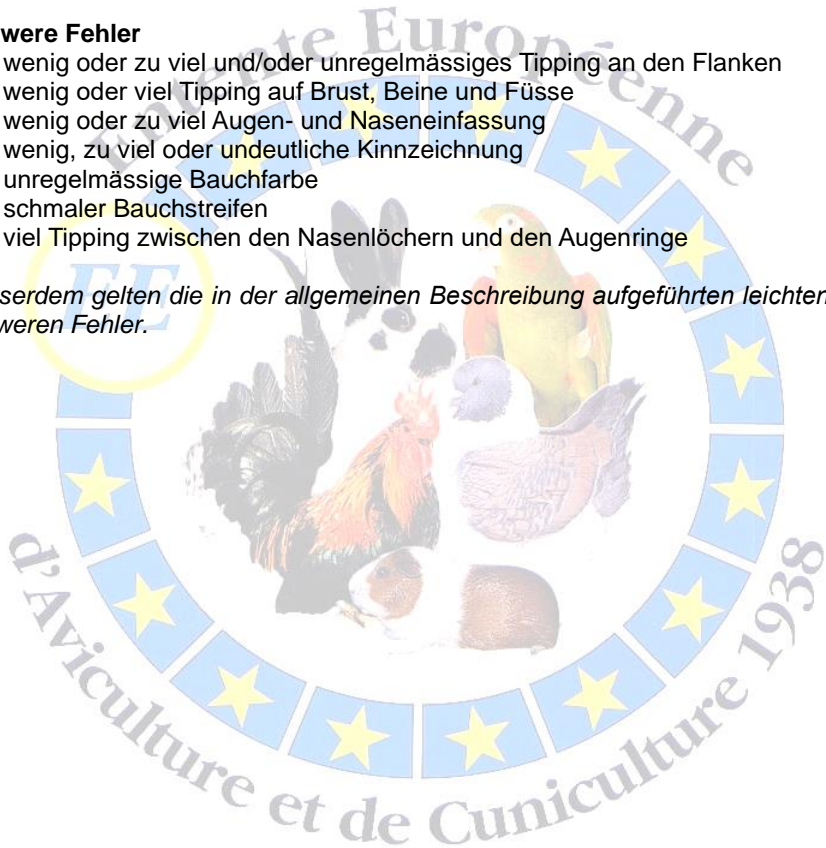 were Fehler
wenig oder zu viel und/oder unregelmässiges Tipping an den Flanken
wenig oder viel Tipping auf Brust, Beine und Füsse
wenig oder zu viel Augen- und Naseneinfassung
wenig, zu viel oder undeutliche Kinnzeichnung
unregelmässige Bauchfarbe
schmaler Bauchstreifen
viel Tipping zwischen den Nasenlöchern und den Augenringe
serdem gelten die in der allgemeinen Beschreibung aufgeführten leichten
weren Fehler.
Entente Européenne
EE
d'Aviculture et de Cuniculture 1938